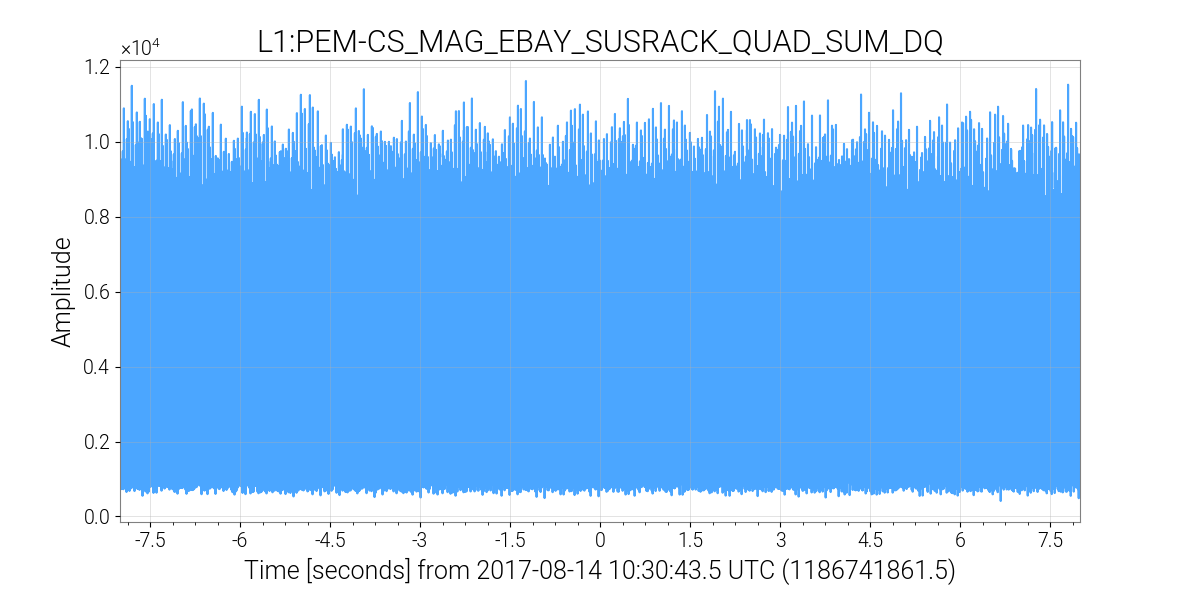 L1:PEM-CS_MAG_EBAY_SUSRACK_QUAD_SUM_DQ
×10⁴
1.2
1.0
0.8
0.6
0.4
0.2
0.0
Amplitude
-7.5 -6 -4.5 -3 -1.5 0 1.5 3 4.5 6 7.5
Time [seconds] from 2017-08-14 10:30:43.5 UTC (1186741861.5)